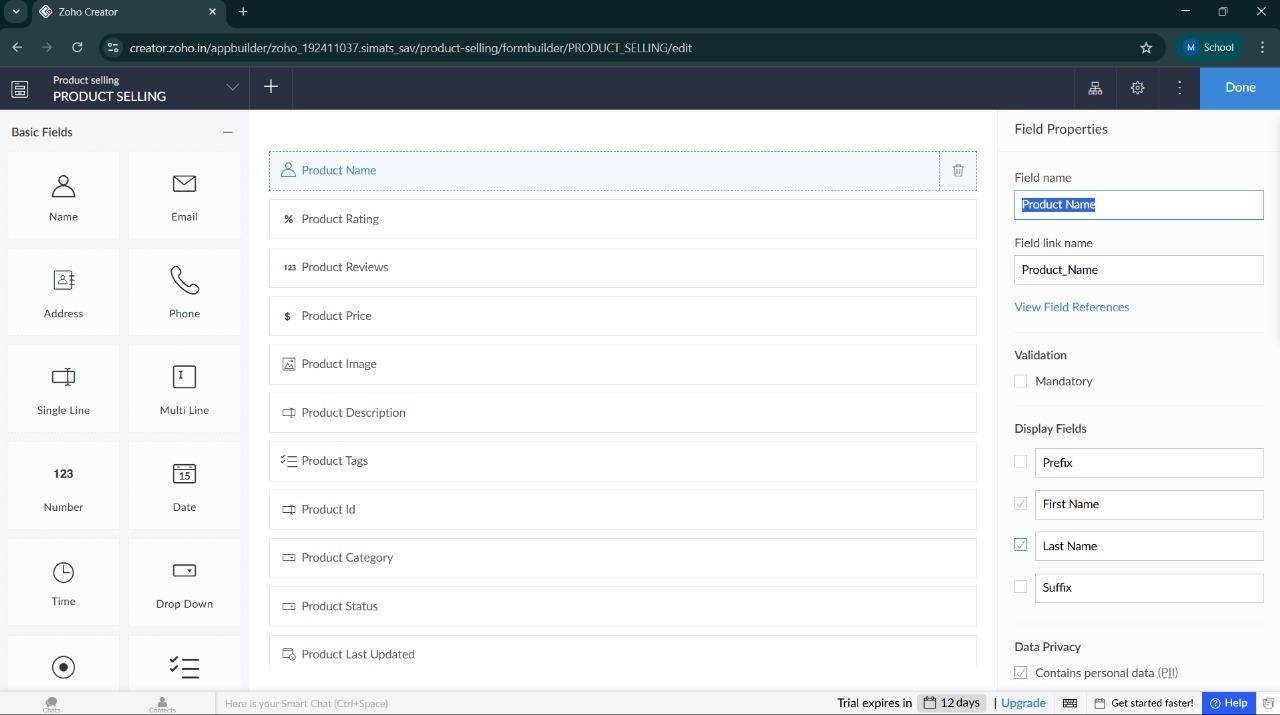 Zoho Creator
creator.zoho.in/appbuilder/zoho_192411037.simats_sav/product-selling/formbuilder/PRODUCT_SELLING/edit
M School
Product selling
PRODUCT SELLING
Done
Basic Fields
Name
Email
Address
Phone
Single Line
Multi Line
123
Number
15
Date
Time
Drop Down
Product Name
% Product Rating
123 Product Reviews
$ Product Price
Product Image
Product Description
Product Tags
Product Id
Product Category
Product Status
Product Last Updated
Field Properties
Field name
Product Name
Field link name
Product_Name
View Field References
Validation
Mandatory
Display Fields
Prefix
First Name
Last Name
Suffix
Data Privacy
Contains personal data (PII)
Chats
Contacts
Here is your Smart Chat (Ctrl+Space)
Trial expires in 12 days | Upgrade
Get started faster!
? Help